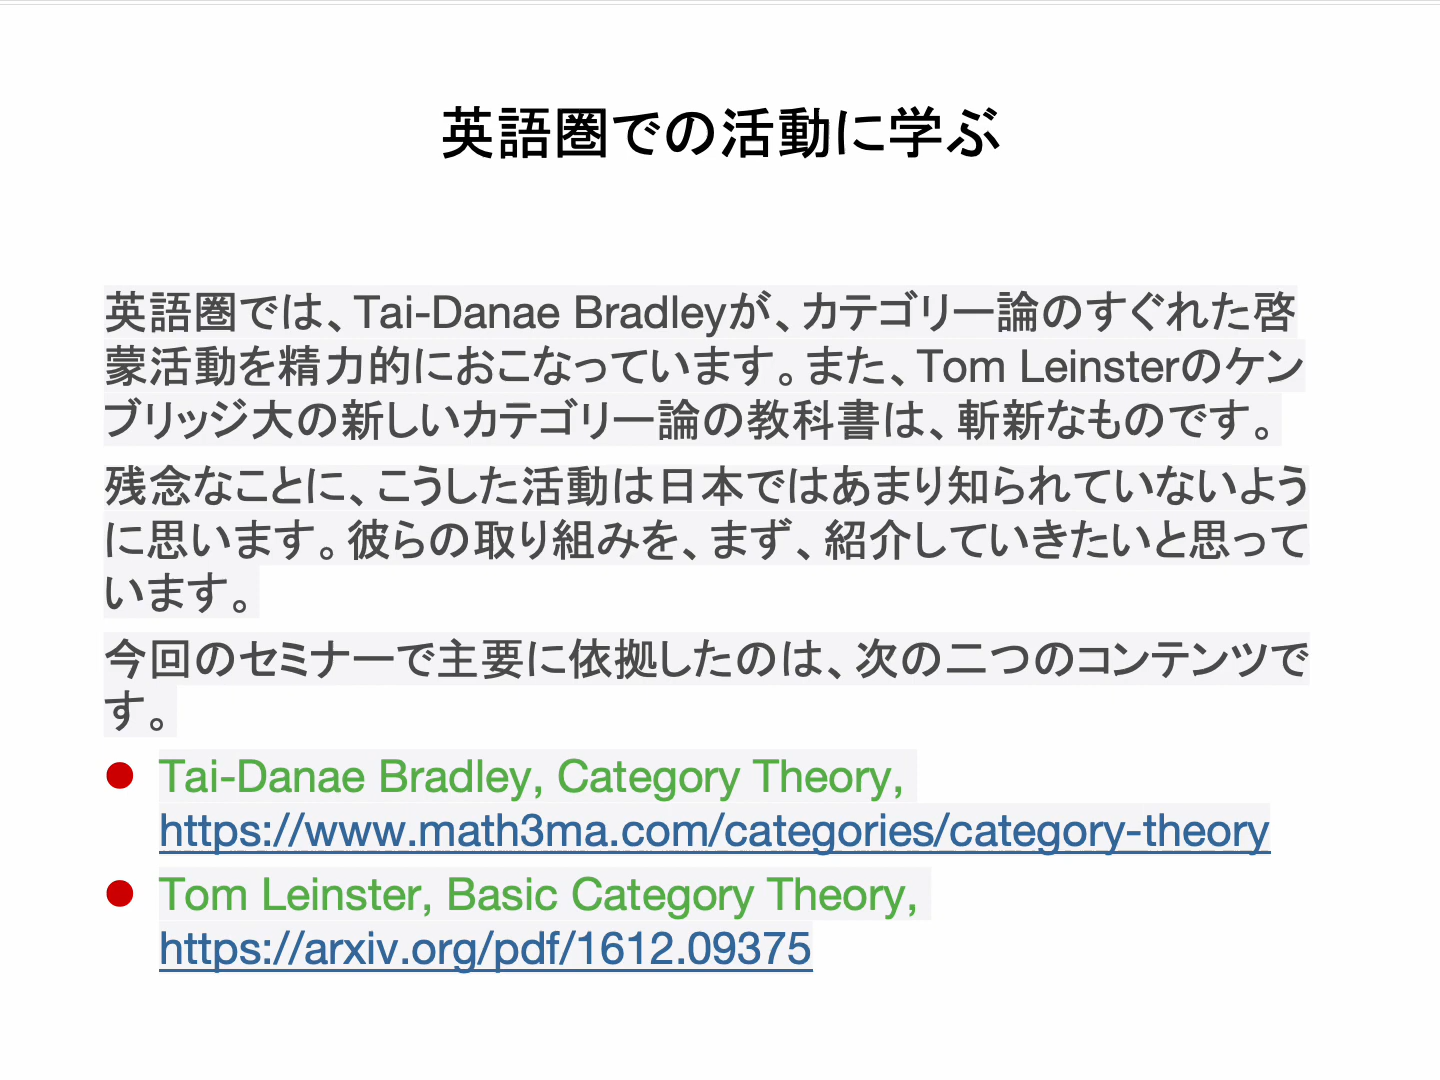 英語圏での活動に学ぶ
英語圏では、Tai-Danae Bradleyが、カテゴリー論のすぐれた啓
蒙活動を精力的におこなっています。また、Tom Leinsterのケン
ブリッジ大の新しいカテゴリー論の教科書は、斬新なものです。
残念なことに、こうした活動は日本ではあまり知られていないよう
に思います。彼らの取り組みを、まず、紹介していきたいと思って
います。
今回のセミナーで主要に依拠したのは、次の二つのコンテンツで
す。
● Tai-Danae Bradley, Category Theory,
https://www.math3ma.com/categories/category-theory
● Tom Leinster, Basic Category Theory,
https://arxiv.org/pdf/1612.09375